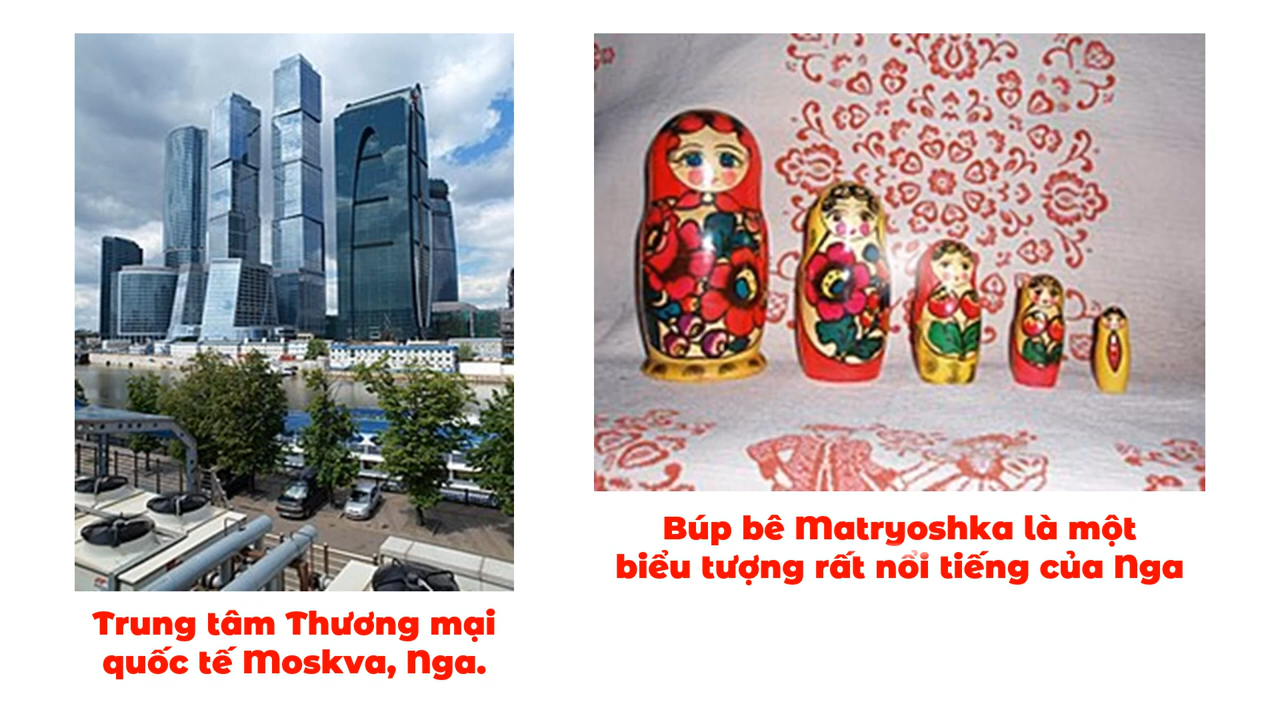 Trung tâm Thương mại
quốc tế Moskva, Nga.
Búp bê Matryoshka là một
biểu tượng rất nổi tiếng của Nga